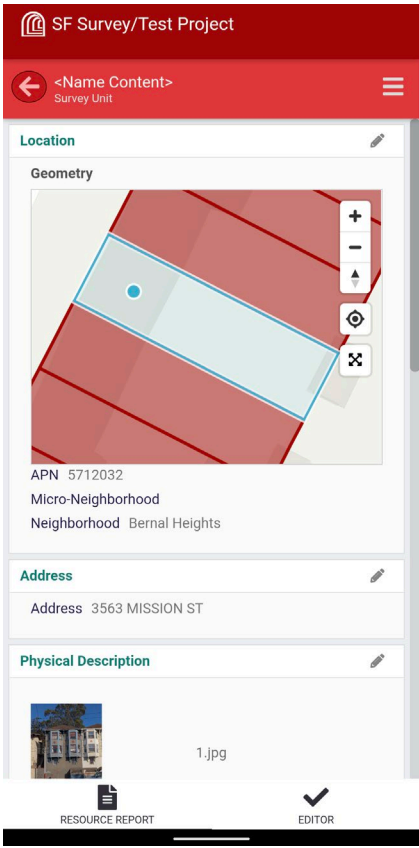 SF Survey/Test Project
<Name Content>
Survey Unit
Location
Geometry
APN 5712032
Micro-Neighborhood
Neighborhood Bernal Heights
Address
Address 3563 MISSION ST
Physical Description
1.jpg
RESOURCE REPORT
EDITOR